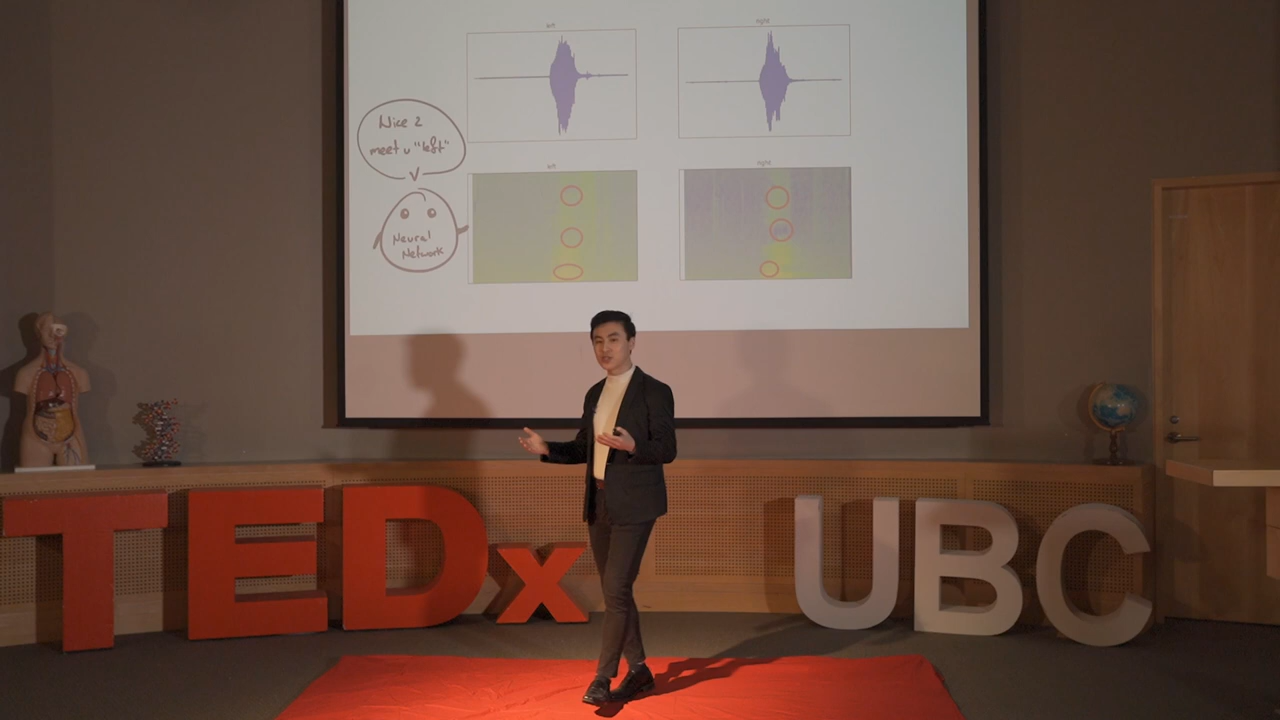 left
right
Nice 2
meet u "left"
left
right
Neural
Network
TEDx UBC